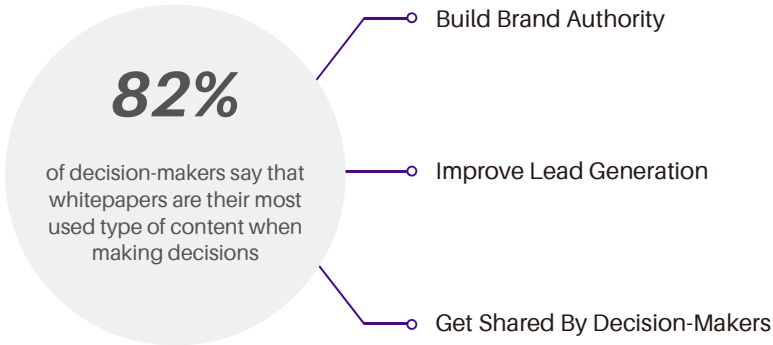 82%
of decision-makers say that
whitepapers are their most
used type of content when
making decisions
Build Brand Authority
Improve Lead Generation
Get Shared By Decision-Makers